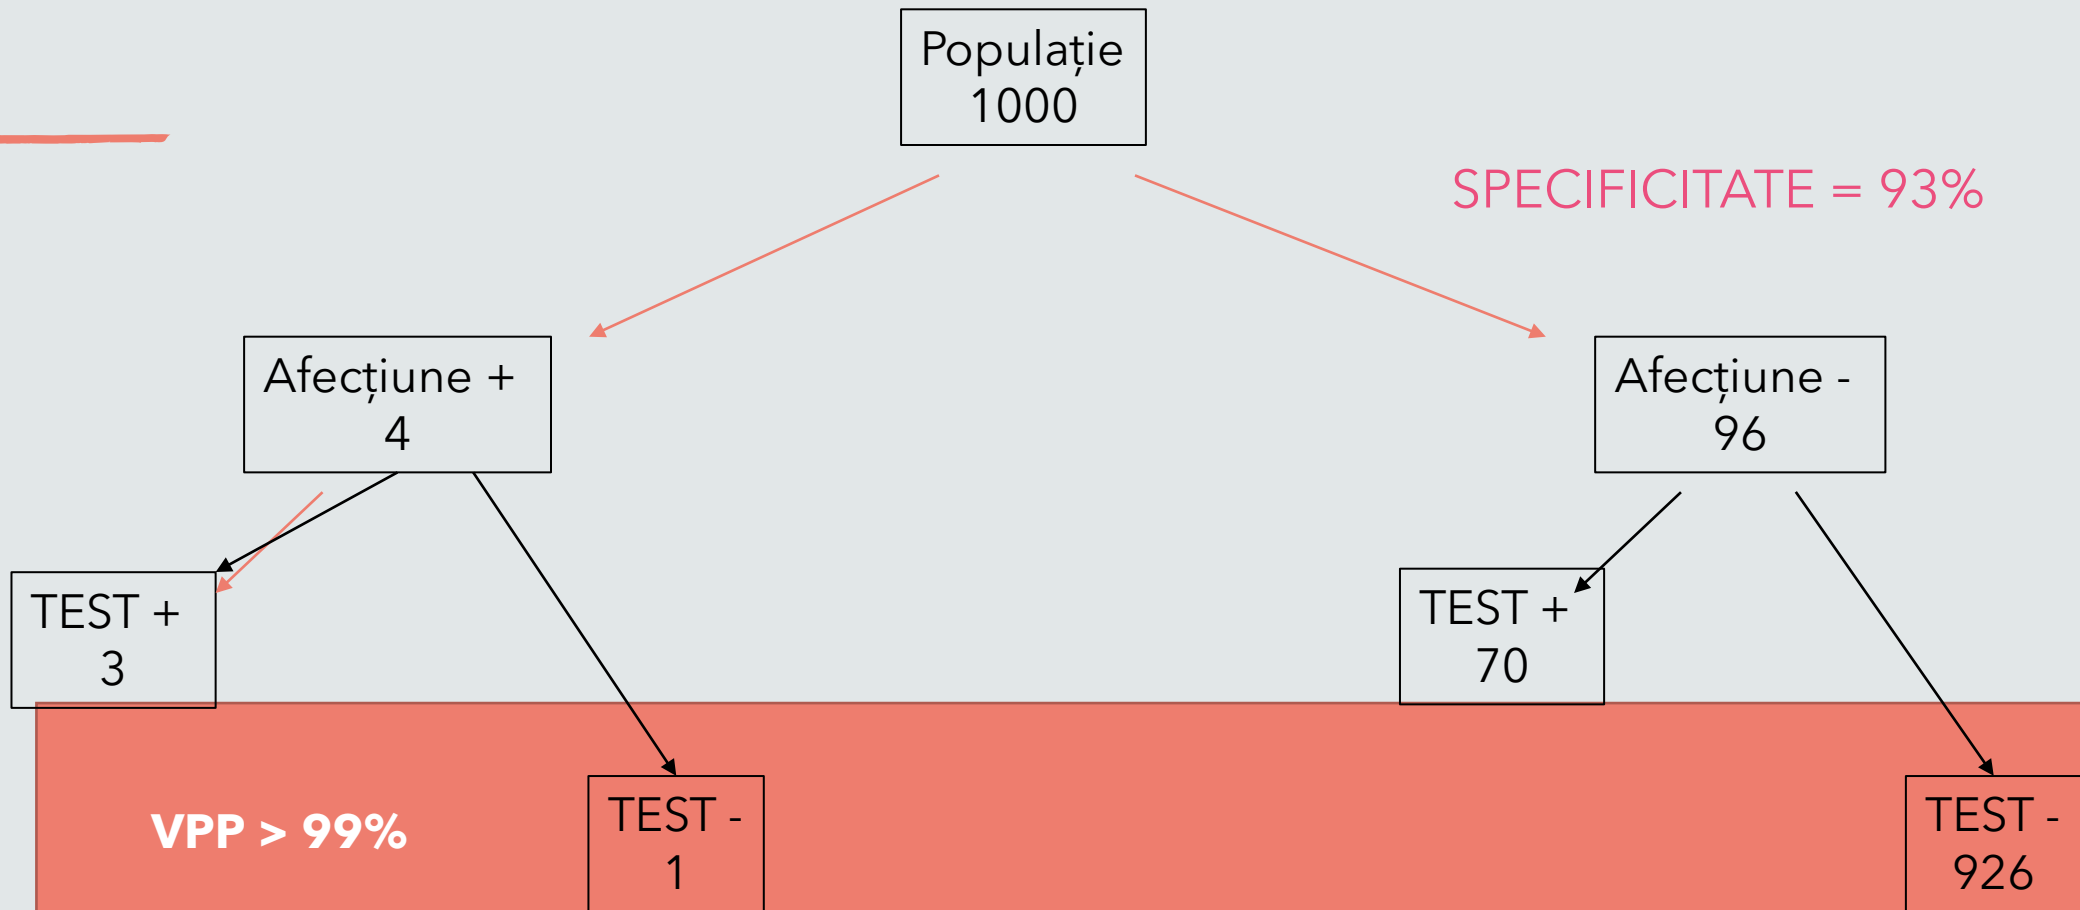 Populație
1000
SPECIFICITATE = 93%
Afecțiune +
4
Afecțiune -
96
TEST +
3
TEST +
70
VPP > 99%
TEST -
1
TEST -
926